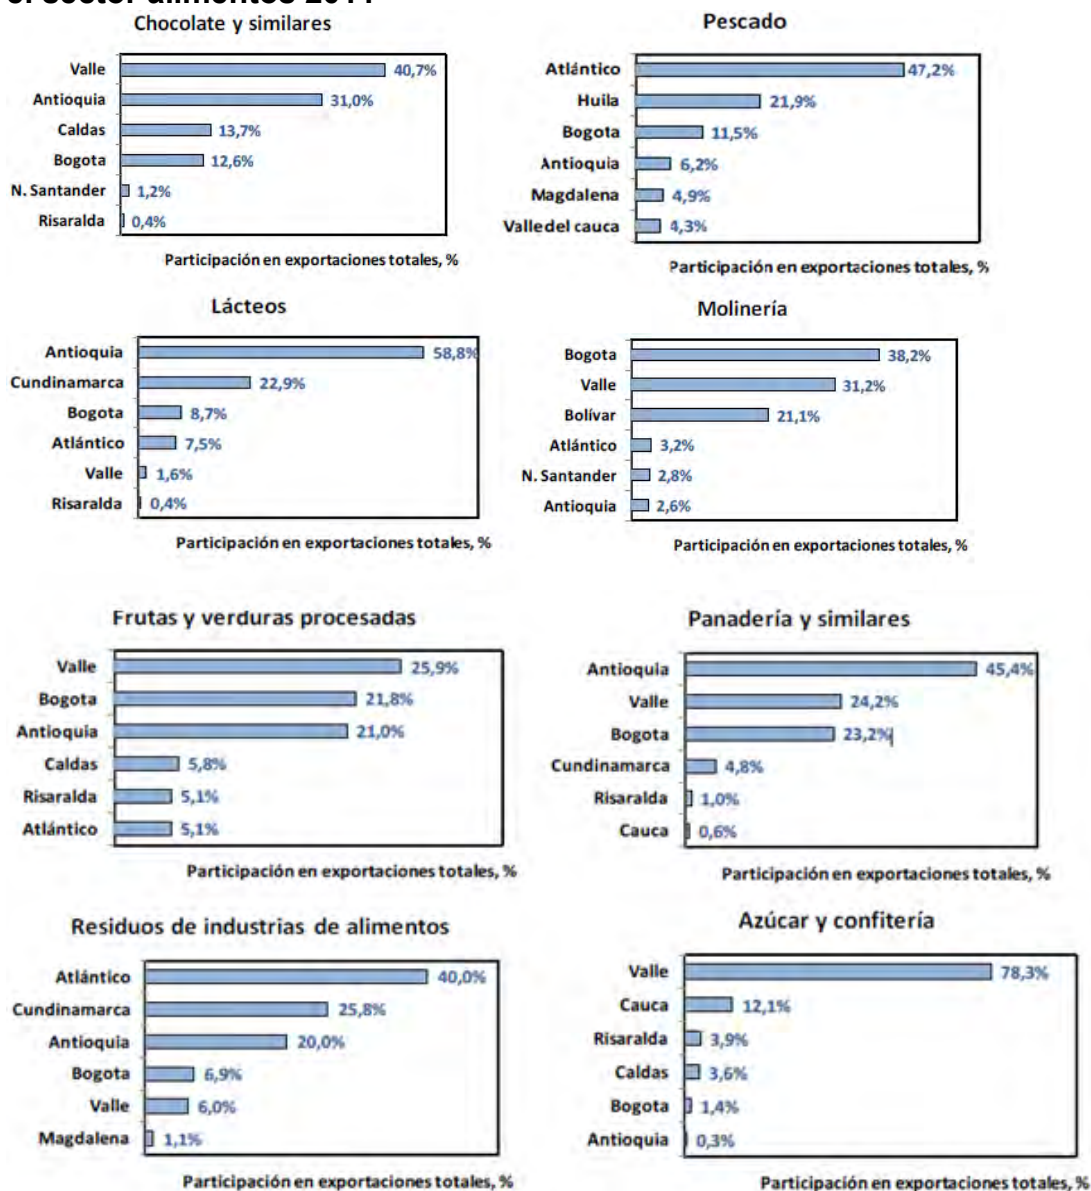 el sector alimentos 2011
Chocolate y similares
Valle 40,7%
Antioquia 31,0%
Caldas 13,7%
Bogota 12,6%
N. Santander 1,2%
Risaralda 0,4%
Participación en exportaciones totales, %
Pescado
Atlántico 47,2%
Huila 21,9%
Bogota 11,5%
Antioquia 6,2%
Magdalena 4,9%
Valle del cauca 4,3%
Participación en exportaciones totales, %
Lácteos
Antioquia 58,8%
Cundinamarca 22,9%
Bogota 8,7%
Atlántico 7,5%
Valle 1,6%
Risaralda 0,4%
Participación en exportaciones totales, %
Molinería
Bogota 38,2%
Valle 31,2%
Bolívar 21,1%
Atlántico 3,2%
N. Santander 2,8%
Antioquia 2,6%
Participación en exportaciones totales, %
Frutas y verduras procesadas
Valle 25,9%
Bogota 21,8%
Antioquia 21,0%
Caldas 5,8%
Risaralda 5,1%
Atlántico 5,1%
Participación en exportaciones totales, %
Panadería y similares
Antioquia 45,4%
Valle 24,2%
Bogota 23,2%
Cundinamarca 4,8%
Risaralda 1,0%
Cauca 0,6%
Participación en exportaciones totales, %
Residuos de industrias de alimentos
Atlántico 40,0%
Cundinamarca 25,8%
Antioquia 20,0%
Bogota 6,9%
Valle 6,0%
Magdalena 1,1%
Participación en exportaciones totales, %
Azúcar y confitería
Valle 78,3%
Cauca 12,1%
Risaralda 3,9%
Caldas 3,6%
Bogota 1,4%
Antioquia 0,3%
Participación en exportaciones totales, %